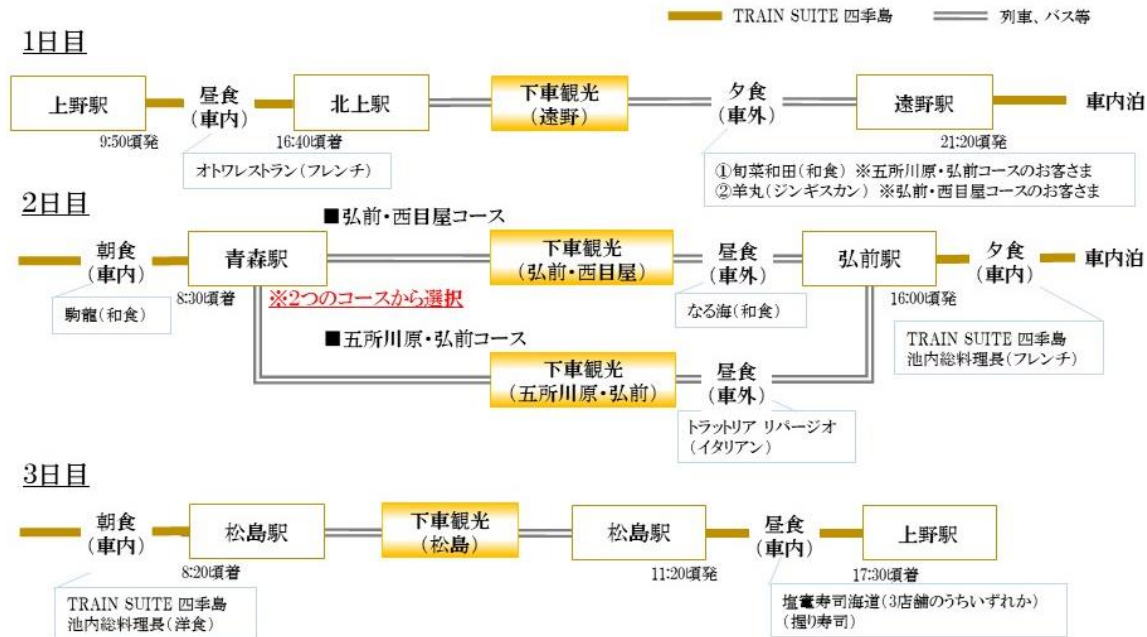 TRAIN SUITE 四季島
列車、バス等
1日目
上野駅
9:50頃発
昼食
(車内)
オトワレストラン(フレンチ)
北上駅
16:40頃着
下車観光
(遠野)
夕食
(車外)
①旬菜和田(和食) ※五所川原・弘前コースのお客さま
②羊丸(ジンギスカン) ※弘前・西目屋コースのお客さま
遠野駅
21:20頃発
車内泊
2日目
朝食
(車内)
駒龍(和食)
青森駅
8:30頃着
※2つのコースから選択
■弘前・西目屋コース
下車観光
(弘前・西目屋)
昼食
(車外)
なる海(和食)
■五所川原・弘前コース
下車観光
(五所川原・弘前)
昼食
(車外)
トラットリア リパージオ
(イタリアン)
弘前駅
16:00頃発
夕食
(車内)
TRAIN SUITE 四季島
池内総料理長(フレンチ)
車内泊
3日目
朝食
(車内)
TRAIN SUITE 四季島
池内総料理長(洋食)
松島駅
8:20頃着
下車観光
(松島)
松島駅
11:20頃発
昼食
(車内)
塩竈寿司海道(3店舗のうちいずれか)
(握り寿司)
上野駅
17:30頃着